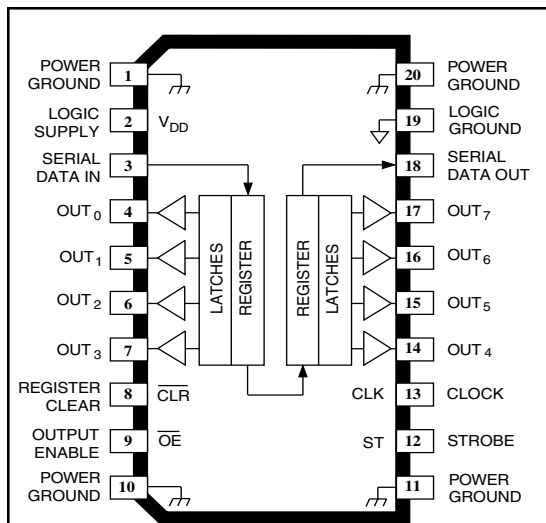 POWER
GROUND
1
20
POWER
GROUND
LOGIC
SUPPLY
2
V_DD
19
LOGIC
GROUND
SERIAL
DATA IN
3
18
SERIAL
DATA OUT
OUT₀
4
17
OUT₇
OUT₁
5
16
OUT₆
OUT₂
6
15
OUT₅
OUT₃
7
14
OUT₄
LATCHES
REGISTER
REGISTER
LATCHES
REGISTER
CLEAR
8
C̅L̅R̅
CLK
13
CLOCK
OUTPUT
ENABLE
9
O̅E̅
ST
12
STROBE
POWER
GROUND
10
11
POWER
GROUND